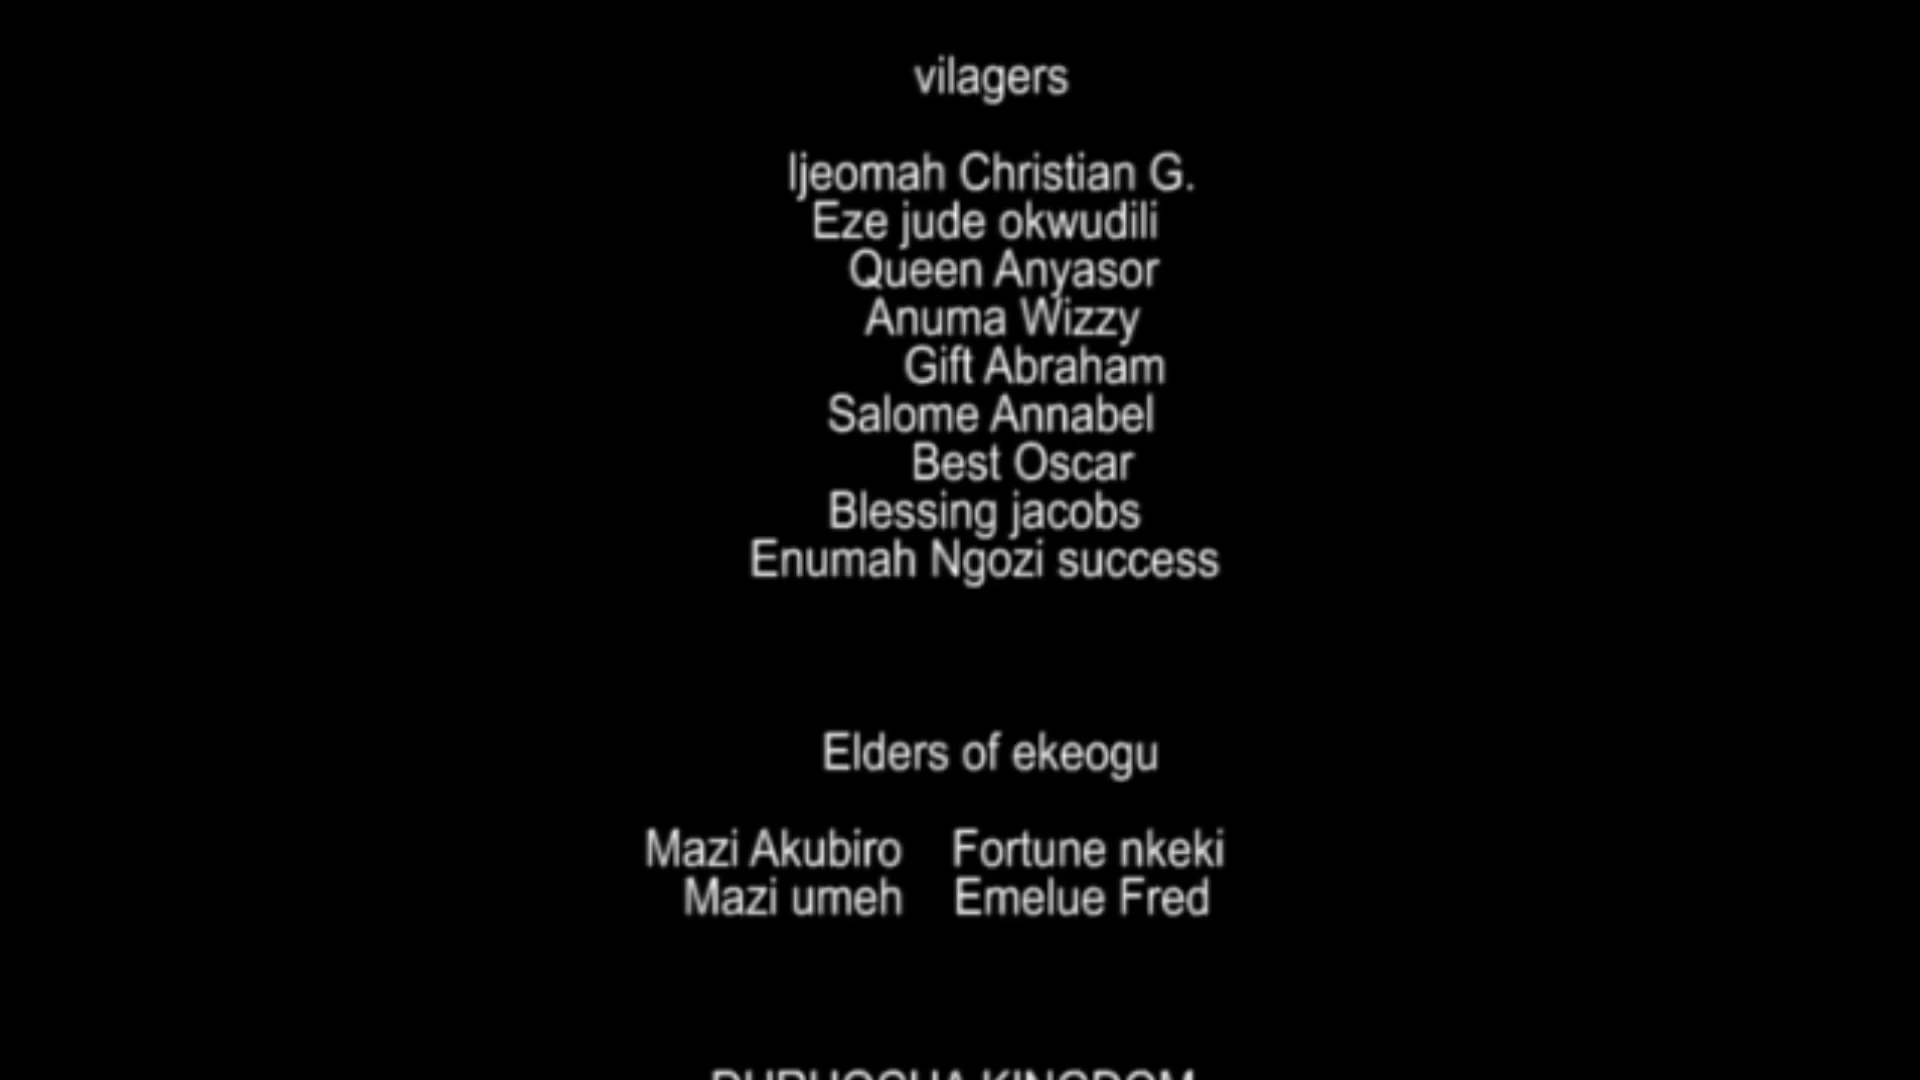 vilagers
Ijeomah Christian G.
Eze jude okwudili
Queen Anyasor
Anuma Wizzy
Gift Abraham
Salome Annabel
Best Oscar
Blessing jacobs
Enumah Ngozi success
Elders of ekeogu
Mazi Akubiro Fortune nkeki
Mazi umeh Emelue Fred
KINGDOM